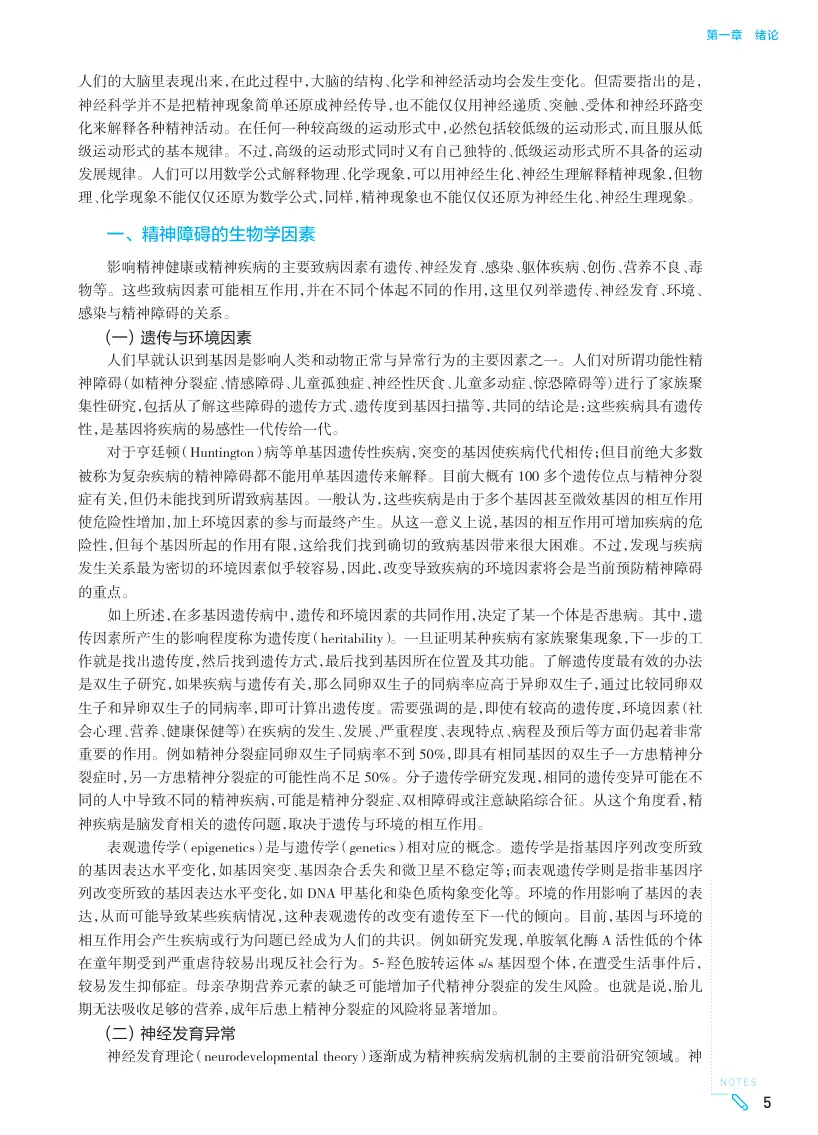 第一章　绪论
人们的大脑里表现出来,在此过程中,大脑的结构、化学和神经活动均会发生变化。但需要指出的是,
神经科学并不是把精神现象简单还原成神经传导,也不能仅仅用神经递质、突触、受体和神经环路变
化来解释各种精神活动。在任何一种较高级的运动形式中,必然包括较低级的运动形式,而且服从低
级运动形式的基本规律。不过,高级的运动形式同时又有自己独特的、低级运动形式所不具备的运动
发展规律。人们可以用数学公式解释物理、化学现象,可以用神经生化、神经生理解释精神现象,但物
理、化学现象不能仅仅还原为数学公式,同样,精神现象也不能仅仅还原为神经生化、神经生理现象。
一、精神障碍的生物学因素
影响精神健康或精神疾病的主要致病因素有遗传、神经发育、感染、躯体疾病、创伤、营养不良、毒
物等。这些致病因素可能相互作用,并在不同个体起不同的作用,这里仅列举遗传、神经发育、环境、
感染与精神障碍的关系。
（一）遗传与环境因素
人们早就认识到基因是影响人类和动物正常与异常行为的主要因素之一。人们对所谓功能性精
神障碍(如精神分裂症、情感障碍、儿童孤独症、神经性厌食、儿童多动症、惊恐障碍等)进行了家族聚
集性研究,包括从了解这些障碍的遗传方式、遗传度到基因扫描等,共同的结论是:这些疾病具有遗传
性,是基因将疾病的易感性一代传给一代。
对于亨廷顿(Huntington)病等单基因遗传性疾病,突变的基因使疾病代代相传;但目前绝大多数
被称为复杂疾病的精神障碍都不能用单基因遗传来解释。目前大概有 100 多个遗传位点与精神分裂
症有关,但仍未能找到所谓致病基因。一般认为,这些疾病是由于多个基因甚至微效基因的相互作用
使危险性增加,加上环境因素的参与而最终产生。从这一意义上说,基因的相互作用可增加疾病的危
险性,但每个基因所起的作用有限,这给我们找到确切的致病基因带来很大困难。不过,发现与疾病
发生关系最为密切的环境因素似乎较容易,因此,改变导致疾病的环境因素将会是当前预防精神障碍
的重点。
如上所述,在多基因遗传病中,遗传和环境因素的共同作用,决定了某一个体是否患病。其中,遗
传因素所产生的影响程度称为遗传度(heritability)。一旦证明某种疾病有家族聚集现象,下一步的工
作就是找出遗传度,然后找到遗传方式,最后找到基因所在位置及其功能。了解遗传度最有效的办法
是双生子研究,如果疾病与遗传有关,那么同卵双生子的同病率应高于异卵双生子,通过比较同卵双
生子和异卵双生子的同病率,即可计算出遗传度。需要强调的是,即使有较高的遗传度,环境因素(社
会心理、营养、健康保健等)在疾病的发生、发展、严重程度、表现特点、病程及预后等方面仍起着非常
重要的作用。例如精神分裂症同卵双生子同病率不到 50%,即具有相同基因的双生子一方患精神分
裂症时,另一方患精神分裂症的可能性尚不足 50%。分子遗传学研究发现,相同的遗传变异可能在不
同的人中导致不同的精神疾病,可能是精神分裂症、双相障碍或注意缺陷综合征。从这个角度看,精
神疾病是脑发育相关的遗传问题,取决于遗传与环境的相互作用。
表观遗传学(epigenetics)是与遗传学(genetics)相对应的概念。遗传学是指基因序列改变所致
的基因表达水平变化,如基因突变、基因杂合丢失和微卫星不稳定等;而表观遗传学则是指非基因序
列改变所致的基因表达水平变化,如 DNA 甲基化和染色质构象变化等。环境的作用影响了基因的表
达,从而可能导致某些疾病情况,这种表观遗传的改变有遗传至下一代的倾向。目前,基因与环境的
相互作用会产生疾病或行为问题已经成为人们的共识。例如研究发现,单胺氧化酶 A 活性低的个体
在童年期受到严重虐待较易出现反社会行为。5-羟色胺转运体 s/s 基因型个体,在遭受生活事件后,
较易发生抑郁症。母亲孕期营养元素的缺乏可能增加子代精神分裂症的发生风险。也就是说,胎儿
期无法吸收足够的营养,成年后患上精神分裂症的风险将显著增加。
（二）神经发育异常
神经发育理论(neurodevelopmental theory)逐渐成为精神疾病发病机制的主要前沿研究领域。神
NOTES
5